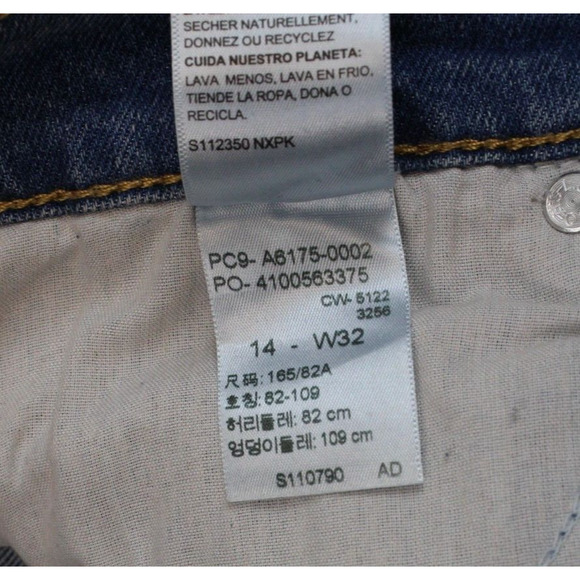 SECHER NATURELLEMENT,
DONNEZ OU RECYCLEZ
CUIDA NUESTRO PLANETA:
LAVA MENOS, LAVA EN FRIO,
TIENDE LA ROPA, DONA O
RECICLA.
S112350 NXPK
PC9- A6175-0002
PO- 4100563375
CW- 5122
3256
14 - W32
尺码: 165/82A
호칭: 82-109
허리둘레: 82 cm
엉덩이둘레: 109 cm
S110790 AD